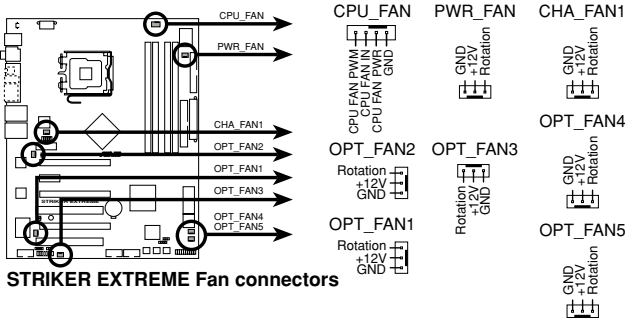 CPU_FAN
PWR_FAN
CHA_FAN1
OPT_FAN2
OPT_FAN1
OPT_FAN3
OPT_FAN4
OPT_FAN5
STRIKER EXTREME
STRIKER EXTREME Fan connectors
CPU_FAN
CPU FAN PWM
CPU FAN IN
CPU FAN PWR
GND
PWR_FAN
GND
+12V
Rotation
CHA_FAN1
GND
+12V
Rotation
OPT_FAN2
Rotation
+12V
GND
OPT_FAN3
Rotation
+12V
GND
OPT_FAN4
GND
+12V
Rotation
OPT_FAN1
Rotation
+12V
GND
OPT_FAN5
GND
+12V
Rotation